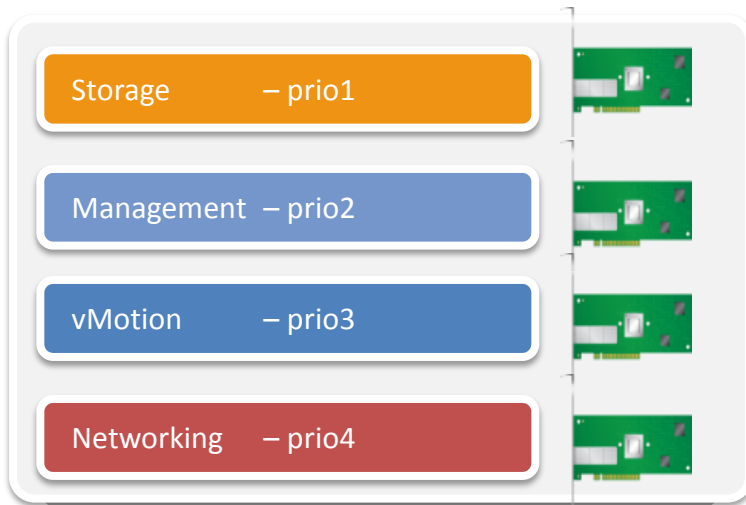 Storage – prio1
Management – prio2
vMotion – prio3
Networking – prio4